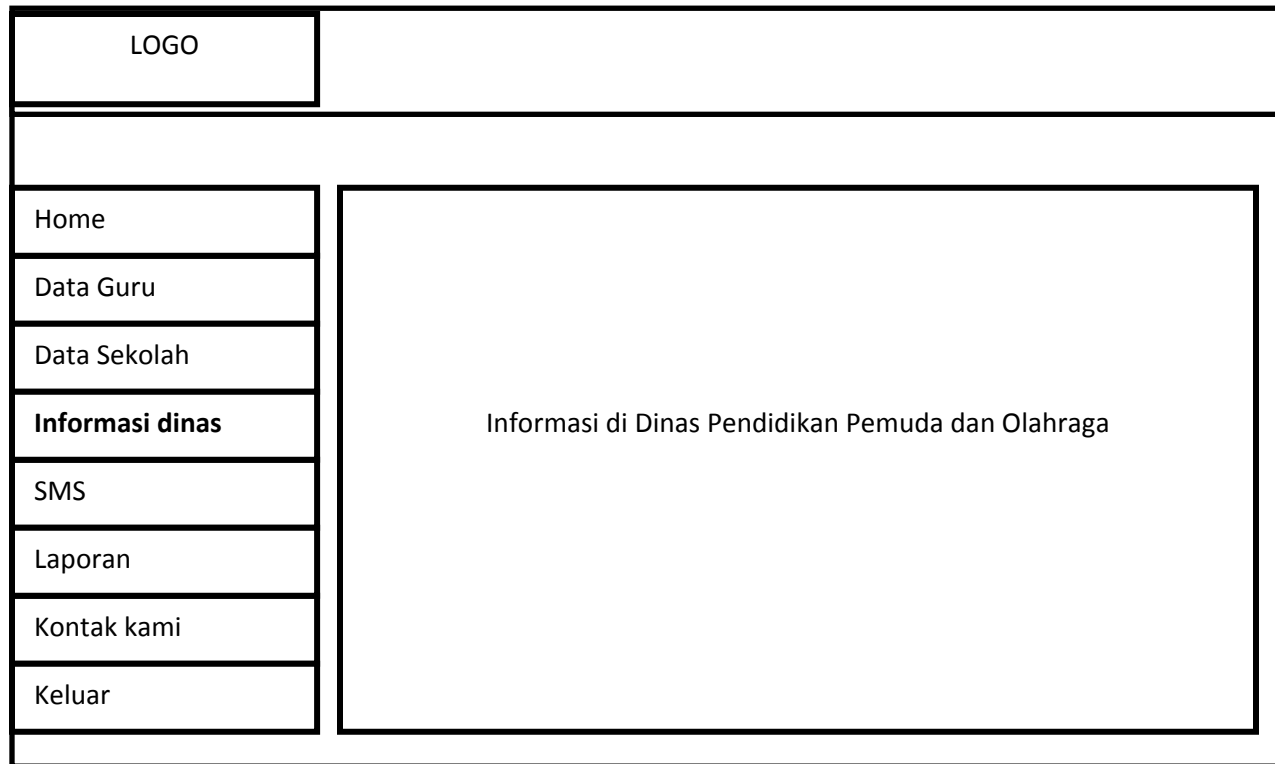 LOGO
Home
Data Guru
Data Sekolah
Informasi dinas
Informasi di Dinas Pendidikan Pemuda dan Olahraga
SMS
Laporan
Kontak kami
Keluar